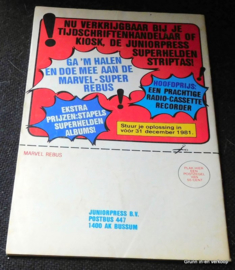 NU VERKRIJGBAAR BIJ JE
TIJDSCHRIFTENHANDELAAR OF
KIOSK, DE JUNIORPRESS
SUPERHELDEN
STRIPTAS!
GA'M HALEN
EN DOE MEE AAN DE
MARVEL-SUPER
REBUS
HOOFDPRIJS:
EEN PRACHTIGE
RADIO-CASSETTE
RECORDER
EKSTRA
PRIJZEN:STAPELS
SUPERHELDEN
ALBUMS!
Stuur je oplossing in
vóór 31 december 1981.
MARVEL REBUS
JUNIORPRESS B.V.
POSTBUS 447
1400 AK BUSSUM